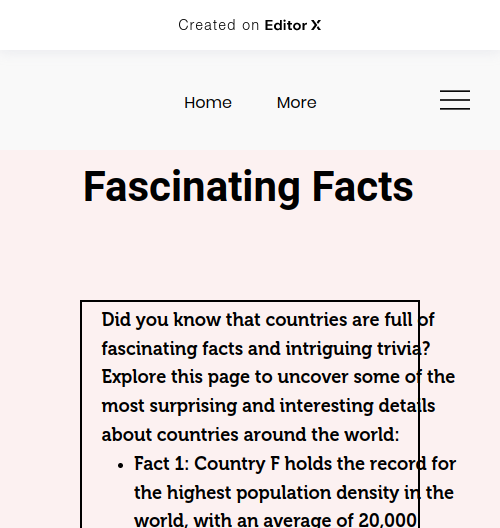 Created on Editor X
Home More
Fascinating Facts
Did you know that countries are full of
fascinating facts and intriguing trivia?
Explore this page to uncover some of the
most surprising and interesting details
about countries around the world:
• Fact 1: Country F holds the record for
the highest population density in the
world, with an average of 20,000